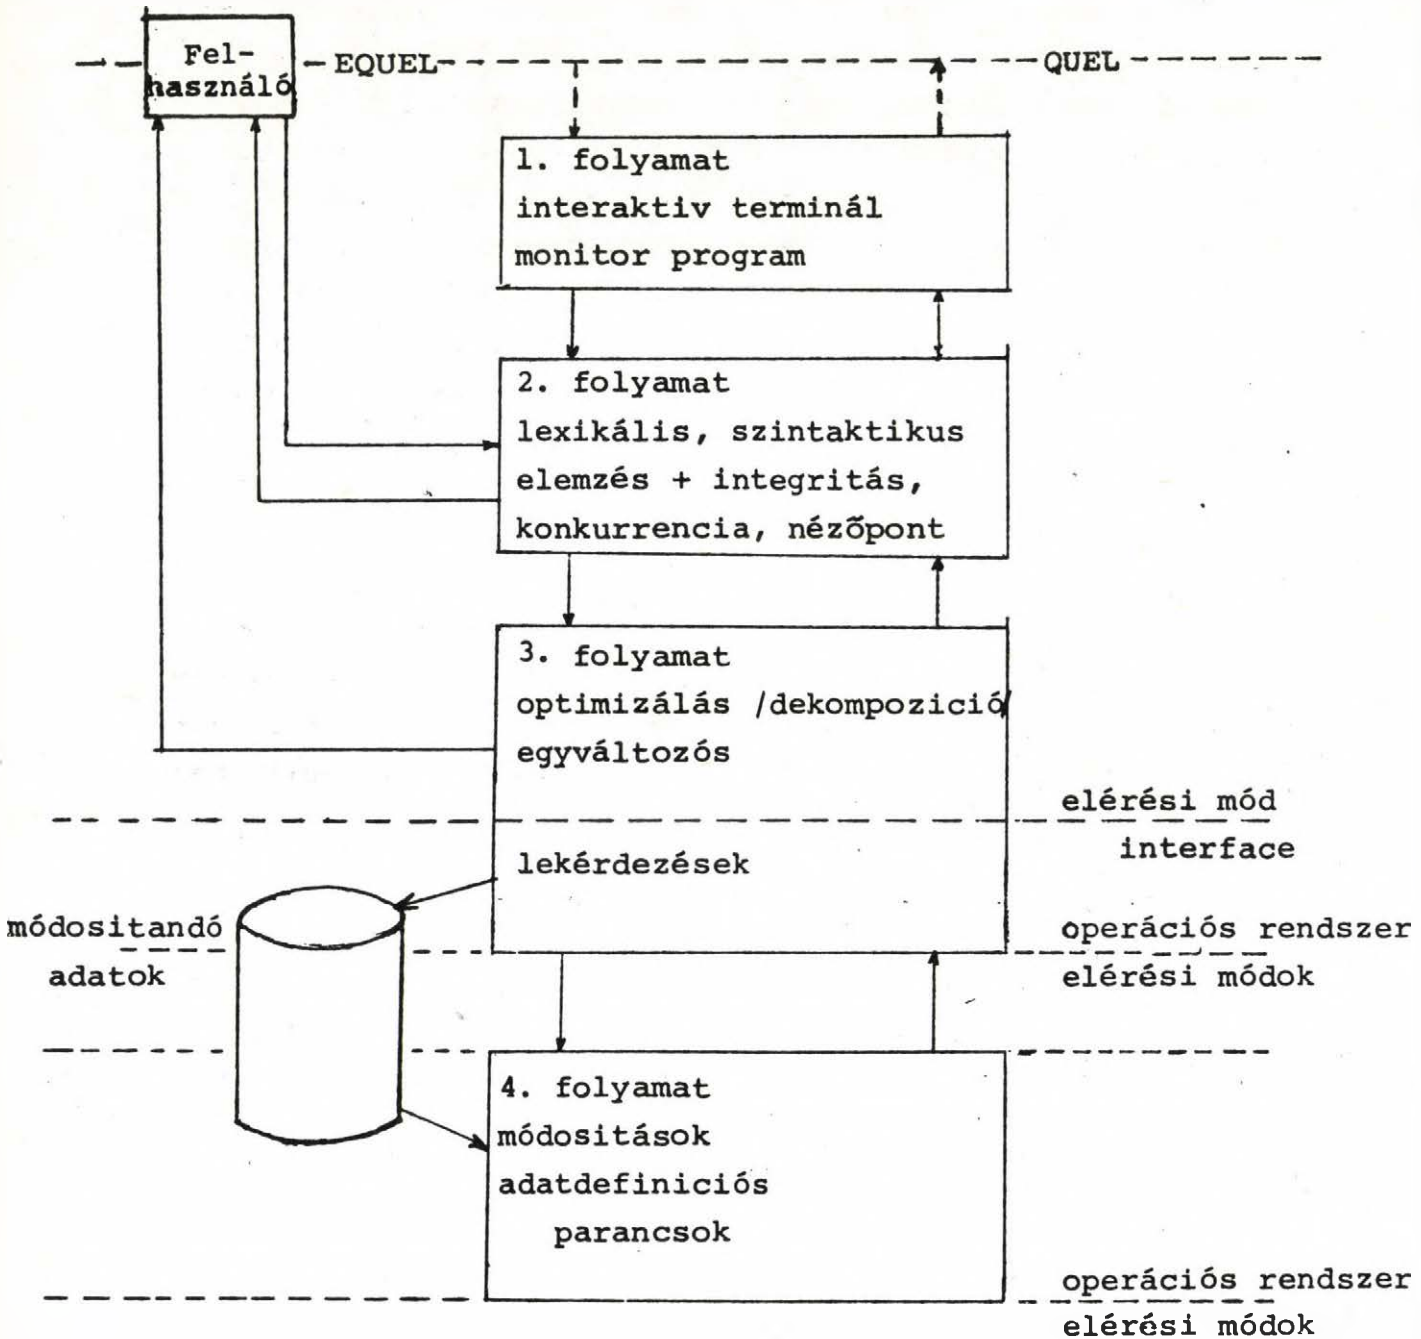 Fel-
használó
EQUEL
QUEL
1. folyamat
interaktiv terminál
monitor program
2. folyamat
lexikális, szintaktikus
elemzés + integritás,
konkurrencia, nézőpont
3. folyamat
optimizálás /dekompozició/
egyváltozós
elérési mód
interface
lekérdezések
módositandó
adatok
operációs rendszer
elérési módok
4. folyamat
módositások
adatdefiniciós
parancsok
operációs rendszer
elérési módok